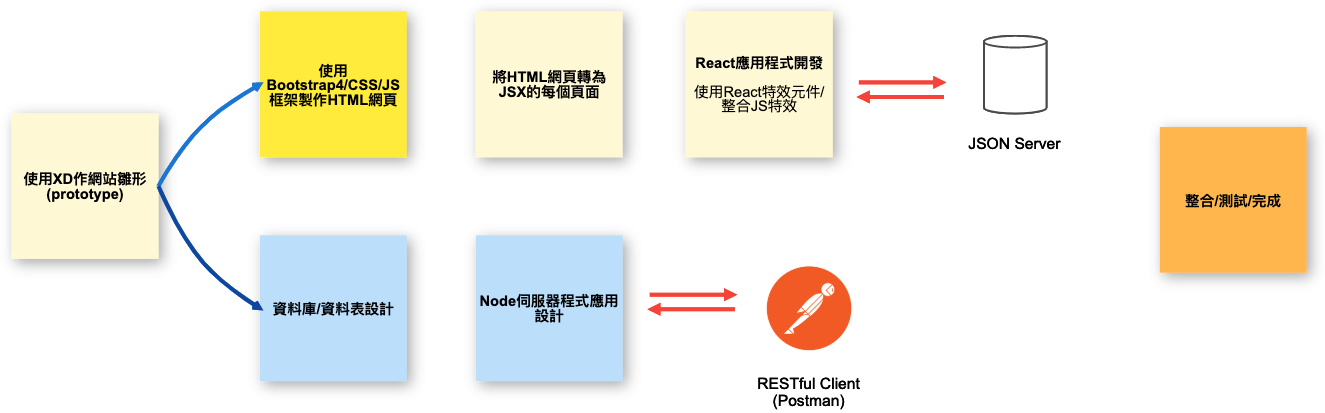 使用XD作網站雛形
(prototype)
使用
Bootstrap4/CSS/JS
框架製作HTML網頁
將HTML網頁轉為
JSX的每個頁面
React應用程式開發
使用React特效元件/
整合JS特效
JSON Server
資料庫/資料表設計
Node伺服器程式應用
設計
RESTful Client
(Postman)
整合/測試/完成